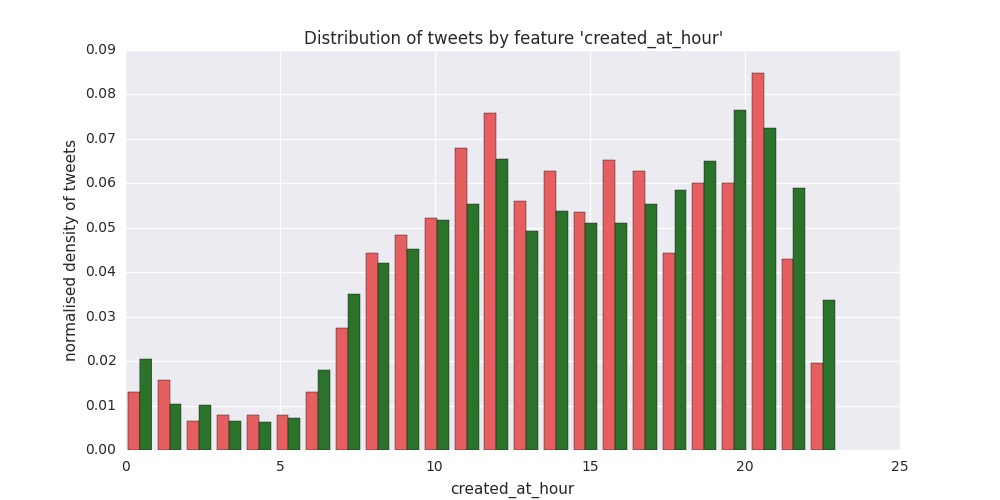 Distribution of tweets by feature 'created_at_hour'
0.09
0.08
0.07
0.06
0.05
0.04
0.03
0.02
0.01
0.00
normalised density of tweets
0 5 10 15 20 25
created_at_hour